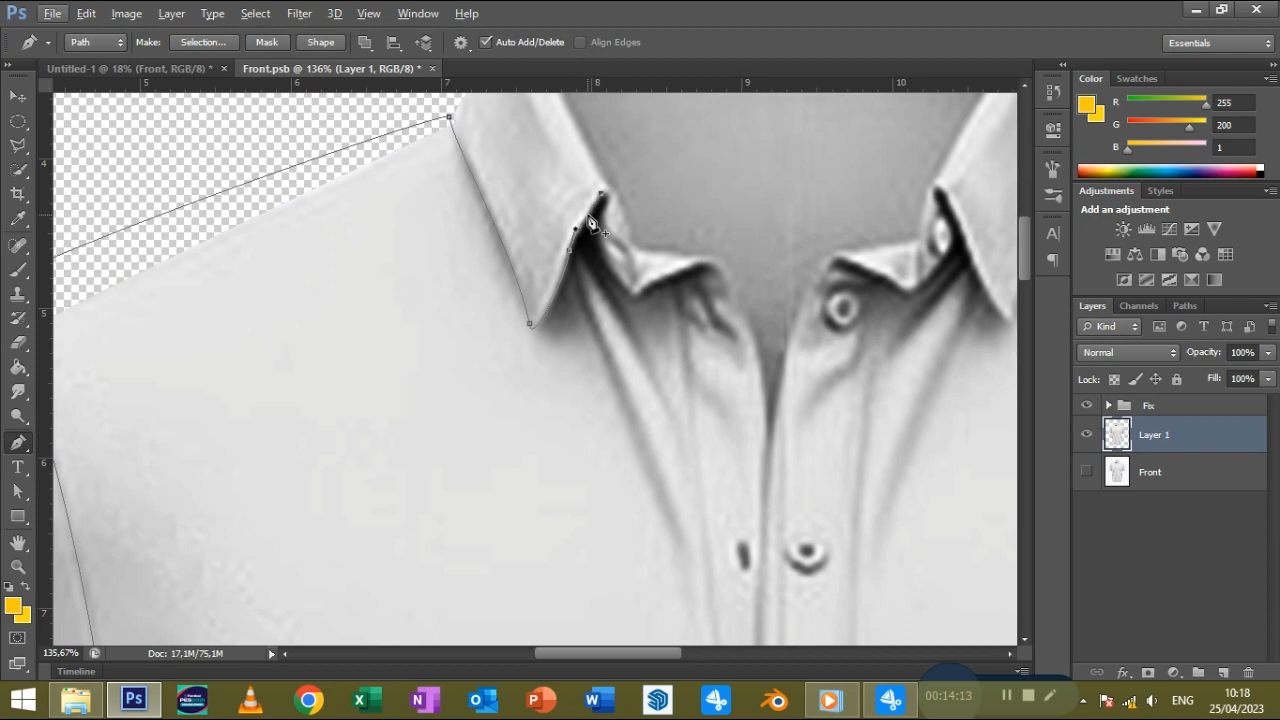 Ps File Edit Image Layer Type Select Filter 3D View Window Help
Path Make: Selection... Mask Shape Auto Add/Delete Align Edges Essentials
Untitled-1 @ 18% (Front, RGB/8) * × Front.psb @ 136% (Layer 1, RGB/8) * ×
5 6 7 8 9 10
4
5
6
7
Color Swatches
R 255
G 200
B 1
Adjustments Styles
Add an adjustment
Layers Channels Paths
Kind
Normal Opacity: 100%
Lock: Fill: 100%
Fix
Layer 1
Front
135,67% Doc: 17,1M/75,1M
Timeline
00:14:13
ENG
10:18
25/04/2023